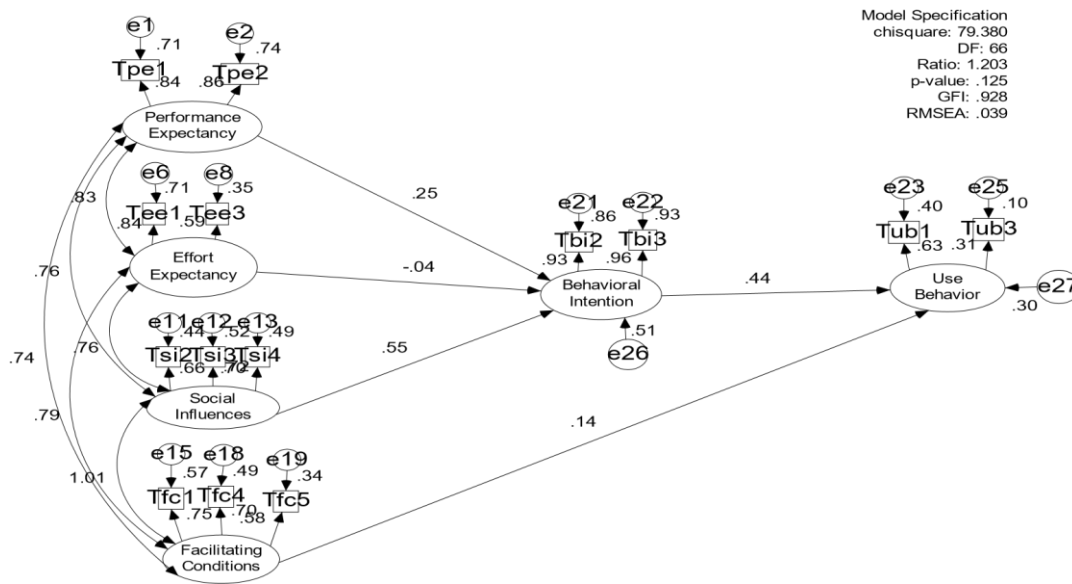 Model Specification
chisquare: 79.380
DF: 66
Ratio: 1.203
p-value: .125
GFI: .928
RMSEA: .039
e1
e2
.71
.74
Tpe1
Tpe2
.84
.86
Performance
Expectancy
e6
e8
.71
.35
Tee1
Tee3
.84
.59
Effort
Expectancy
e11
e12
e13
.44
.52
.49
Tsi2
Tsi3
Tsi4
.66
.72
.70
Social
Influences
e15
e18
e19
.57
.49
.34
Tfc1
Tfc4
Tfc5
.75
.70
.58
Facilitating
Conditions
.83
.76
.76
.74
.79
1.01
.25
-.04
.55
e21
e22
.86
.93
Tbi2
Tbi3
.93
.96
Behavioral
Intention
.51
e26
.44
.14
e23
e25
.40
.10
Tub1
Tub3
.63
.31
Use
Behavior
e27
.30